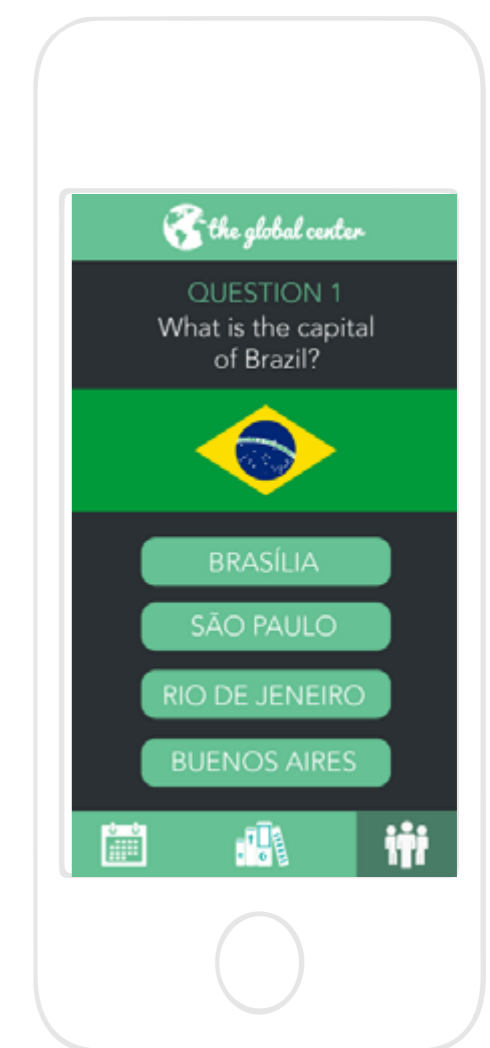 the global center
QUESTION 1
What is the capital
of Brazil?
BRASÍLIA
SÃO PAULO
RIO DE JENEIRO
BUENOS AIRES